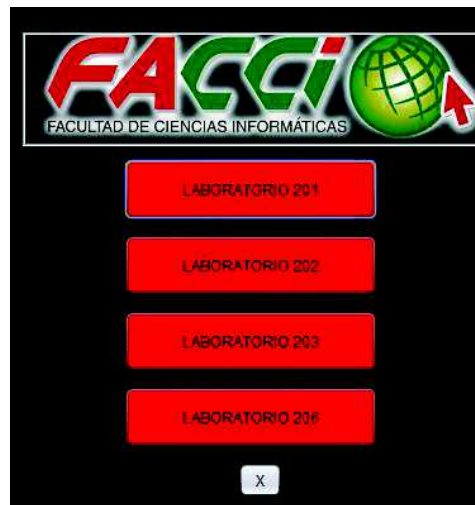 FACCI
FACULTAD DE CIENCIAS INFORMÁTICAS
LABORATORIO 201
LABORATORIO 202
LABORATORIO 203
LABORATORIO 206
X